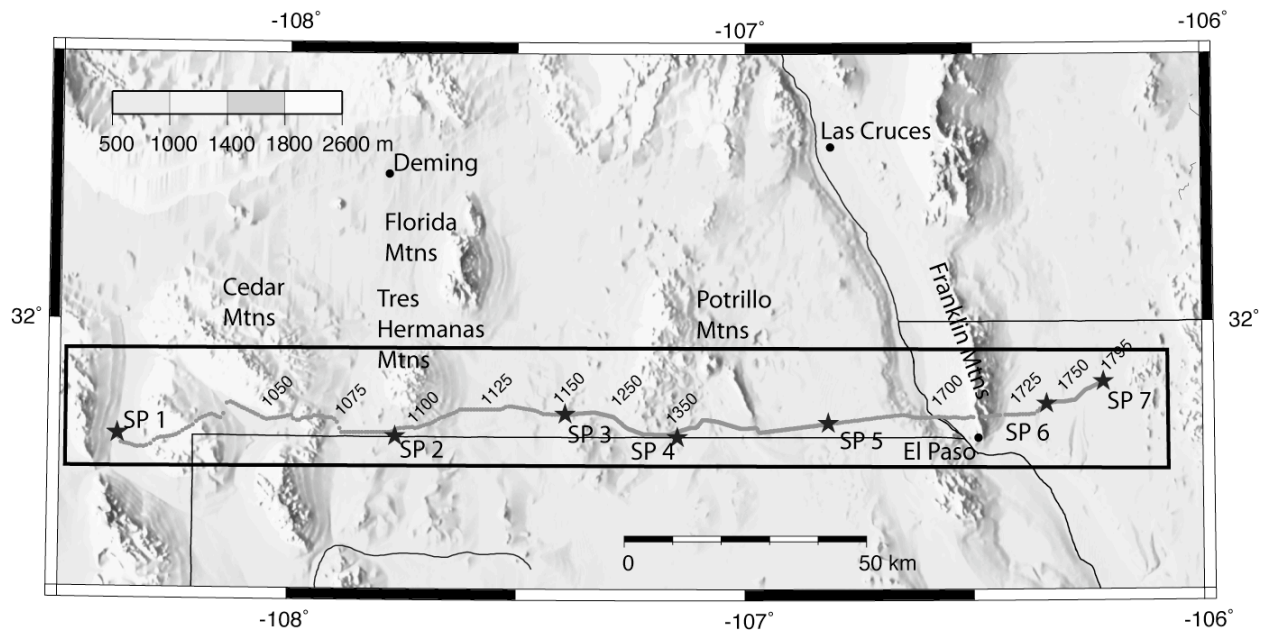 -108°
-107°
-106°
500 1000 1400 1800 2600 m
Las Cruces
Deming
Florida
Mtns
Cedar
Mtns
Tres
Hermanas
Mtns
Potrillo
Mtns
Franklin Mtns
32°
32°
SP 1
1050
1075
1100
SP 2
1125
1150
SP 3
1250
1350
SP 4
SP 5
1700
El Paso
1725
SP 6
1750
1795
SP 7
0
50 km
-108°
-107°
-106°